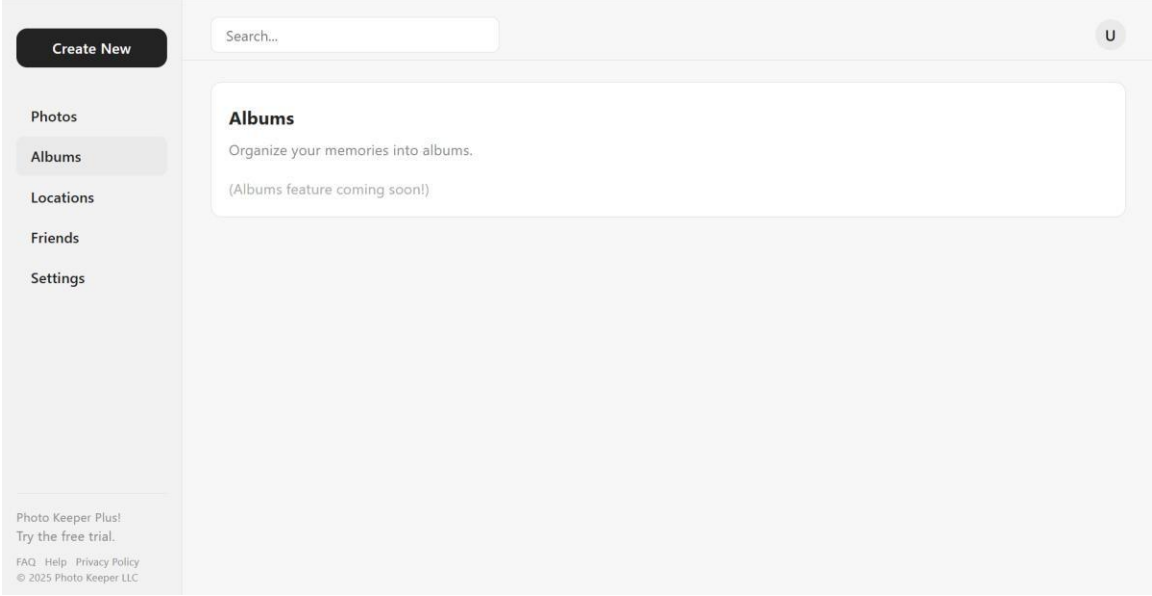 Create New
Search...
U
Photos
Albums
Locations
Friends
Settings
Albums
Organize your memories into albums.
(Albums feature coming soon!)
Photo Keeper Plus!
Try the free trial.
FAQ Help Privacy Policy
© 2025 Photo Keeper LLC